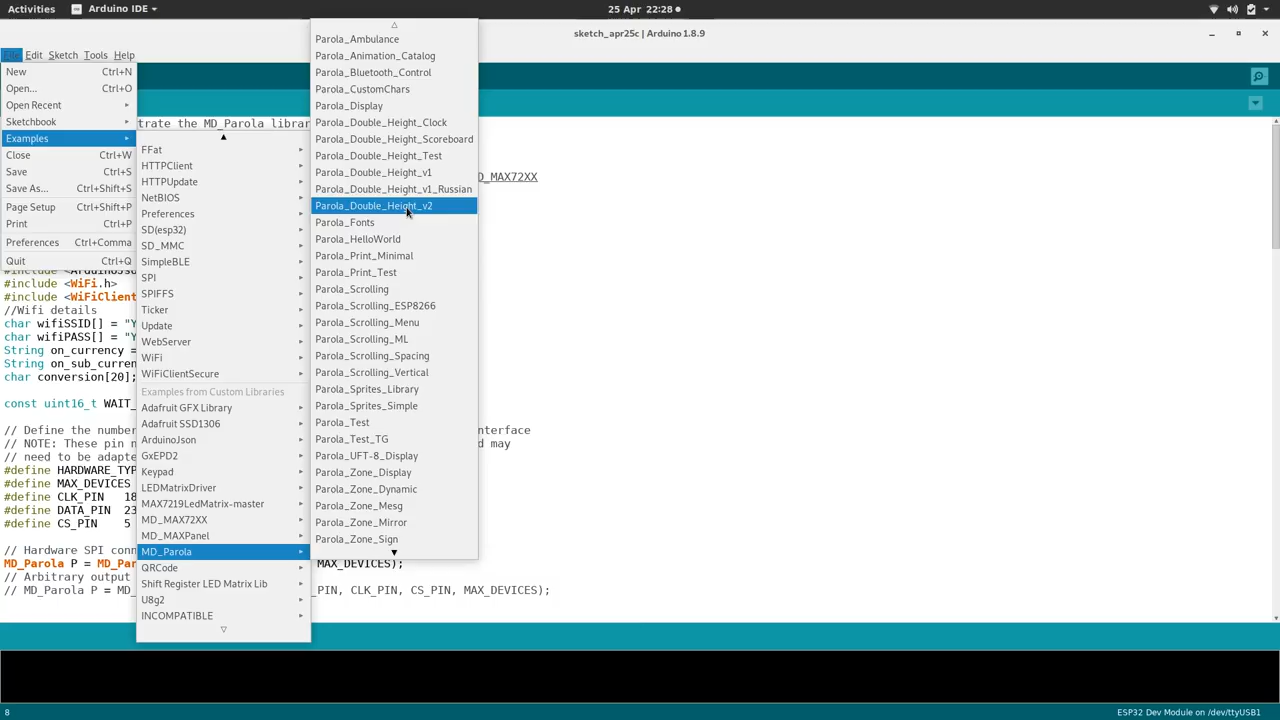 Activities Arduino IDE ▾ 25 Apr 22:28 ●
sketch_apr25c | Arduino 1.8.9
File Edit Sketch Tools Help
New Ctrl+N
Open... Ctrl+O
Open Recent
Sketchbook
Examples
Close Ctrl+W
Save Ctrl+S
Save As... Ctrl+Shift+S
Page Setup Ctrl+Shift+P
Print Ctrl+P
Preferences Ctrl+Comma
Quit Ctrl+Q
FFat
HTTPClient
HTTPUpdate
NetBIOS
Preferences
SD(esp32)
SD_MMC
SimpleBLE
SPI
SPIFFS
Ticker
Update
WebServer
WiFi
WiFiClientSecure
Examples from Custom Libraries
Adafruit GFX Library
Adafruit SSD1306
ArduinoJson
GxEPD2
Keypad
LEDMatrixDriver
MAX7219LedMatrix-master
MD_MAX72XX
MD_MAXPanel
MD_Parola
QRCode
Shift Register LED Matrix Lib
U8g2
INCOMPATIBLE
Parola_Ambulance
Parola_Animation_Catalog
Parola_Bluetooth_Control
Parola_CustomChars
Parola_Display
Parola_Double_Height_Clock
Parola_Double_Height_Scoreboard
Parola_Double_Height_Test
Parola_Double_Height_v1
Parola_Double_Height_v1_Russian
Parola_Double_Height_v2
Parola_Fonts
Parola_HelloWorld
Parola_Print_Minimal
Parola_Print_Test
Parola_Scrolling
Parola_Scrolling_ESP8266
Parola_Scrolling_Menu
Parola_Scrolling_ML
Parola_Scrolling_Spacing
Parola_Scrolling_Vertical
Parola_Sprites_Library
Parola_Sprites_Simple
Parola_Test
Parola_Test_TG
Parola_UFT-8_Display
Parola_Zone_Display
Parola_Zone_Dynamic
Parola_Zone_Mesg
Parola_Zone_Mirror
Parola_Zone_Sign
trate the MD_Parola librar
D_MAX72XX
#include <WiFi.h>
#include <WiFiClient
//Wifi details
char wifiSSID[] = "Y
char wifiPASS[] = "Y
String on_currency =
String on_sub_curren
char conversion[20];
const uint16_t WAIT_
// Define the number nterface
// NOTE: These pin n d may
// need to be adapte
#define HARDWARE_TYP
#define MAX_DEVICES
#define CLK_PIN 18
#define DATA_PIN 23
#define CS_PIN 5
// Hardware SPI conn
MD_Parola P = MD_Par MAX_DEVICES);
// Arbitrary output
// MD_Parola P = MD_ _PIN, CLK_PIN, CS_PIN, MAX_DEVICES);
8 ESP32 Dev Module on /dev/ttyUSB1